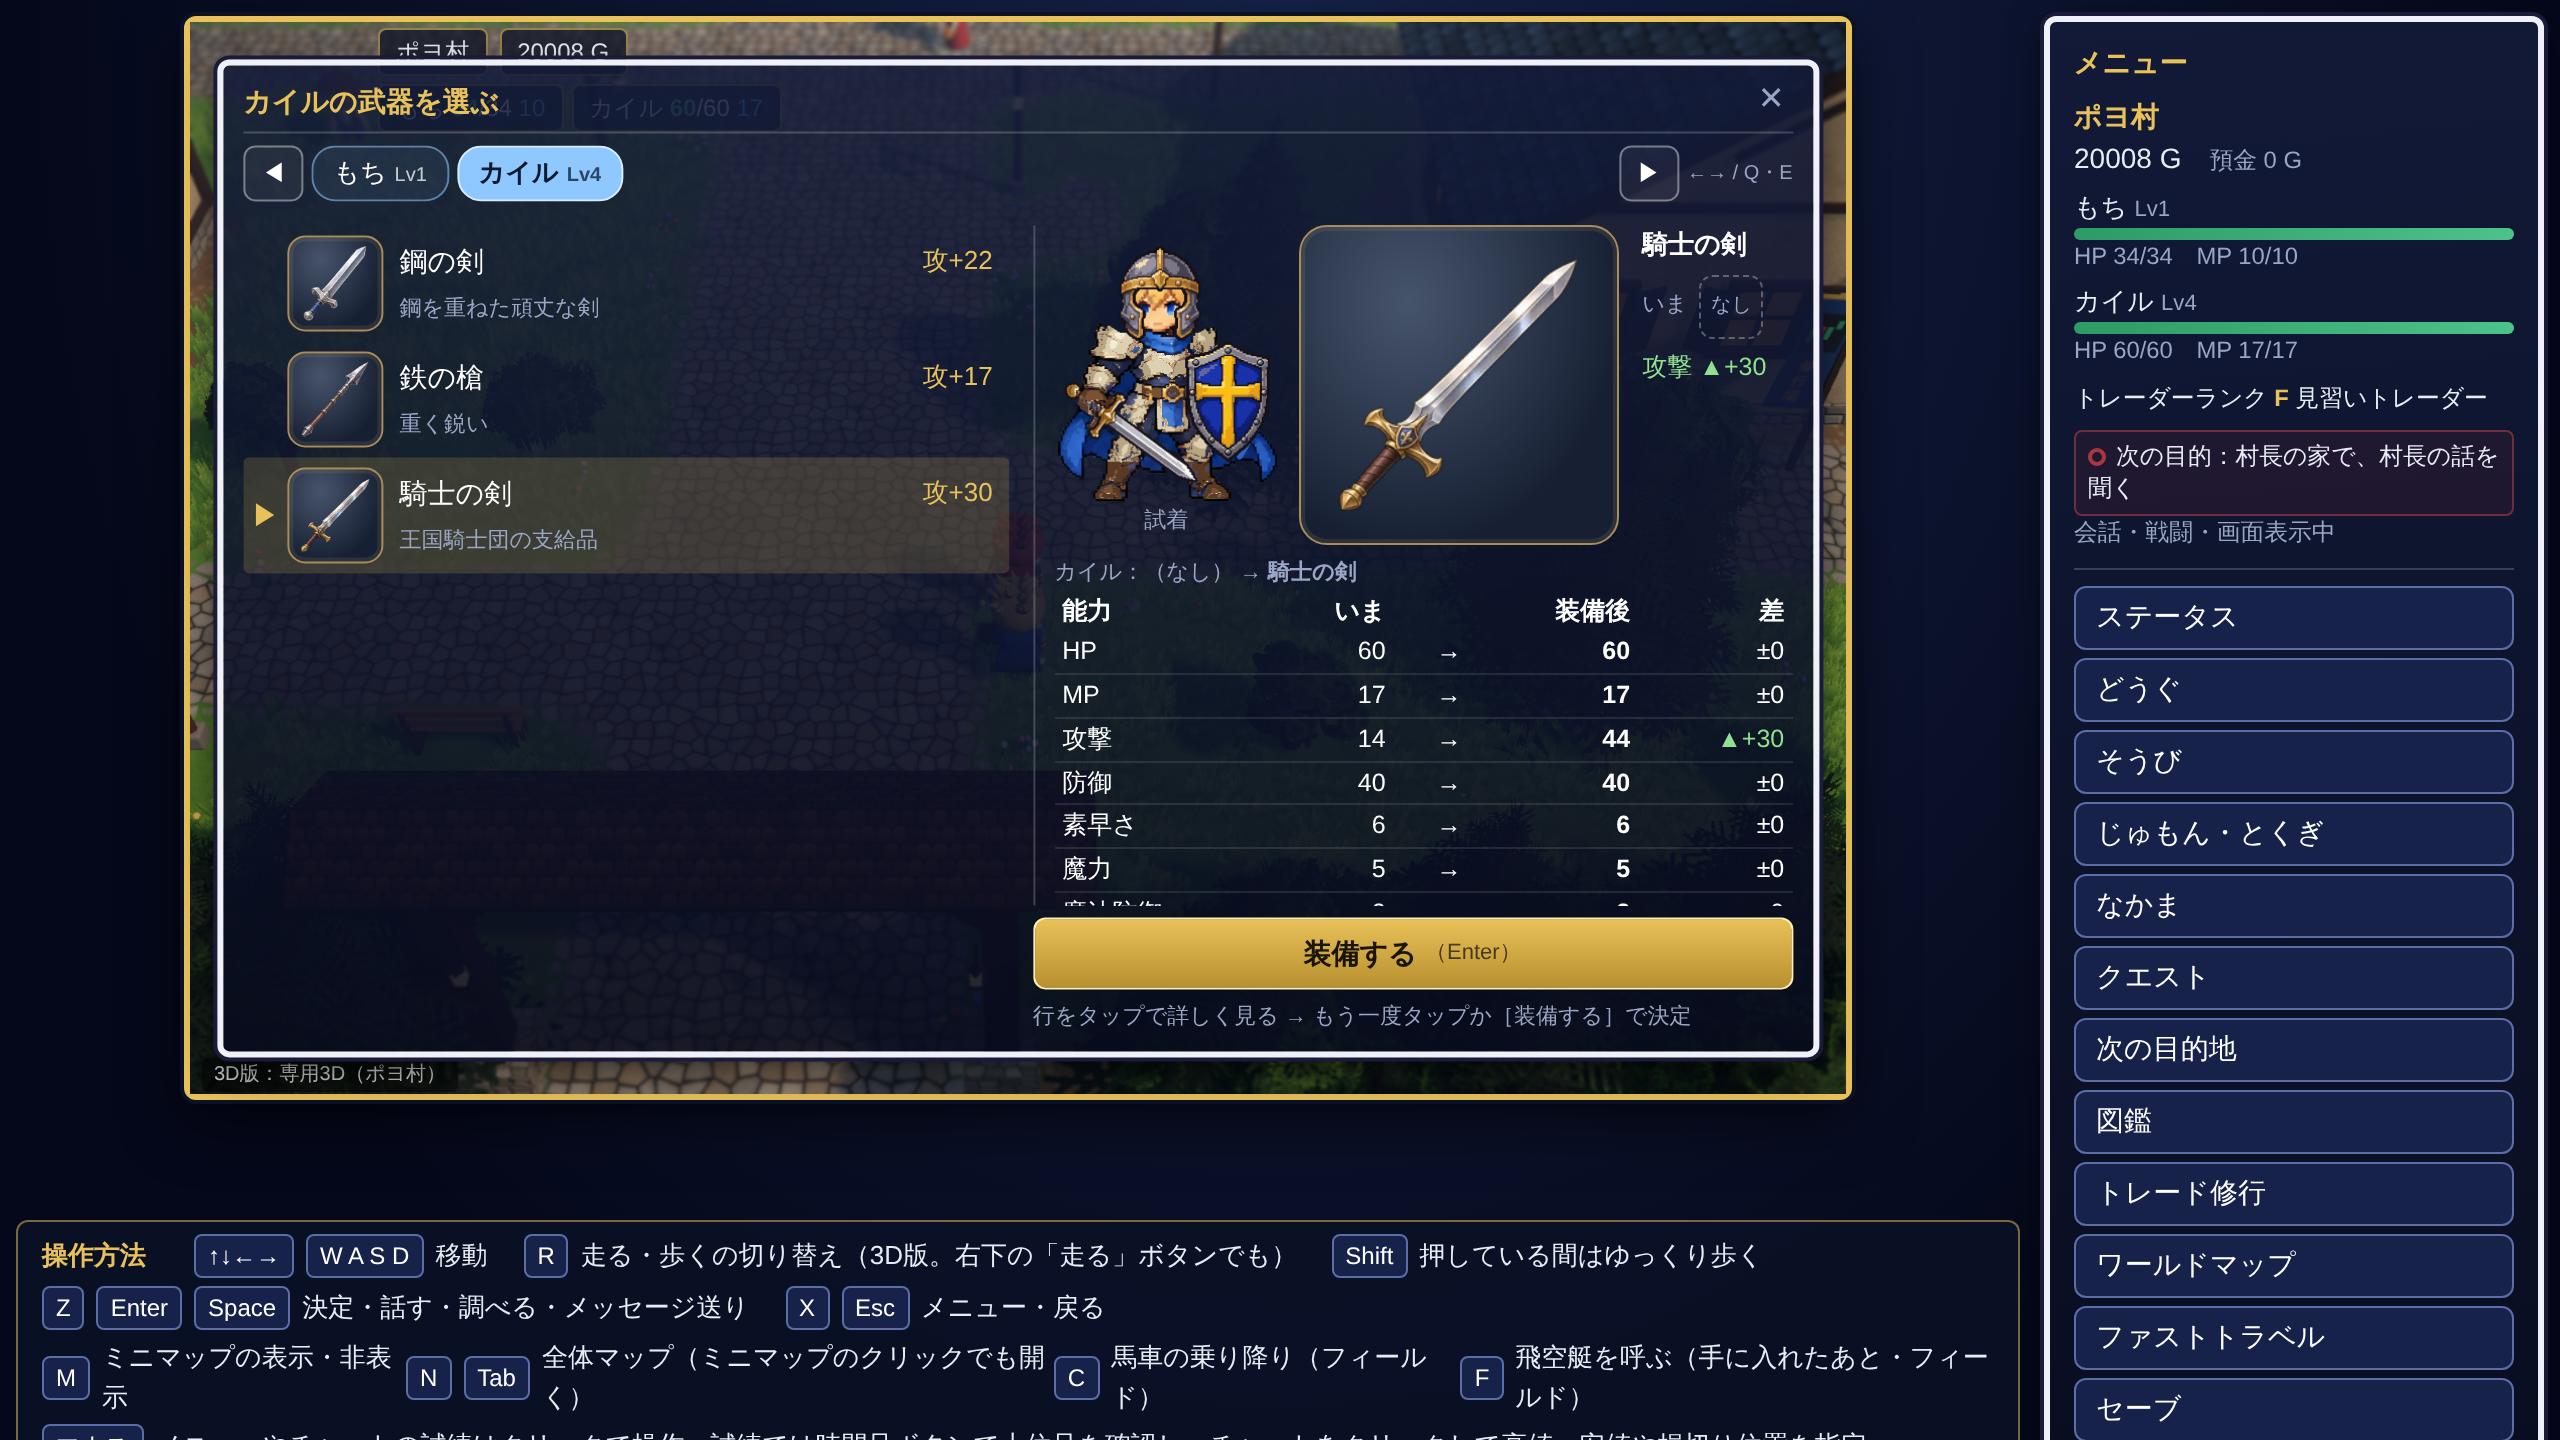 ポヨ村 20008 G
カイルの武器を選ぶ
カイル 60/60 17
×
◀ もち Lv1 カイル Lv4 ▶ ←→ / Q・E
鋼の剣 攻+22
鋼を重ねた頑丈な剣
鉄の槍 攻+17
重く鋭い
▶ 騎士の剣 攻+30
王国騎士団の支給品
試着
騎士の剣
いま なし
攻撃 ▲+30
カイル：（なし） → 騎士の剣
能力 いま 装備後 差
HP 60 → 60 ±0
MP 17 → 17 ±0
攻撃 14 → 44 ▲+30
防御 40 → 40 ±0
素早さ 6 → 6 ±0
魔力 5 → 5 ±0
装備する （Enter）
行をタップで詳しく見る → もう一度タップか［装備する］で決定
3D版：専用3D（ポヨ村）
メニュー
ポヨ村
20008 G 預金 0 G
もち Lv1
HP 34/34 MP 10/10
カイル Lv4
HP 60/60 MP 17/17
トレーダーランク F 見習いトレーダー
次の目的：村長の家で、村長の話を
聞く
会話・戦闘・画面表示中
ステータス
どうぐ
そうび
じゅもん・とくぎ
なかま
クエスト
次の目的地
図鑑
トレード修行
ワールドマップ
ファストトラベル
セーブ
操作方法 ↑↓←→ W A S D 移動 R 走る・歩くの切り替え（3D版。右下の「走る」ボタンでも） Shift 押している間はゆっくり歩く
Z Enter Space 決定・話す・調べる・メッセージ送り X Esc メニュー・戻る
M ミニマップの表示・非表示 N Tab 全体マップ（ミニマップのクリックでも開く） C 馬車の乗り降り（フィールド） F 飛空艇を呼ぶ（手に入れたあと・フィールド）